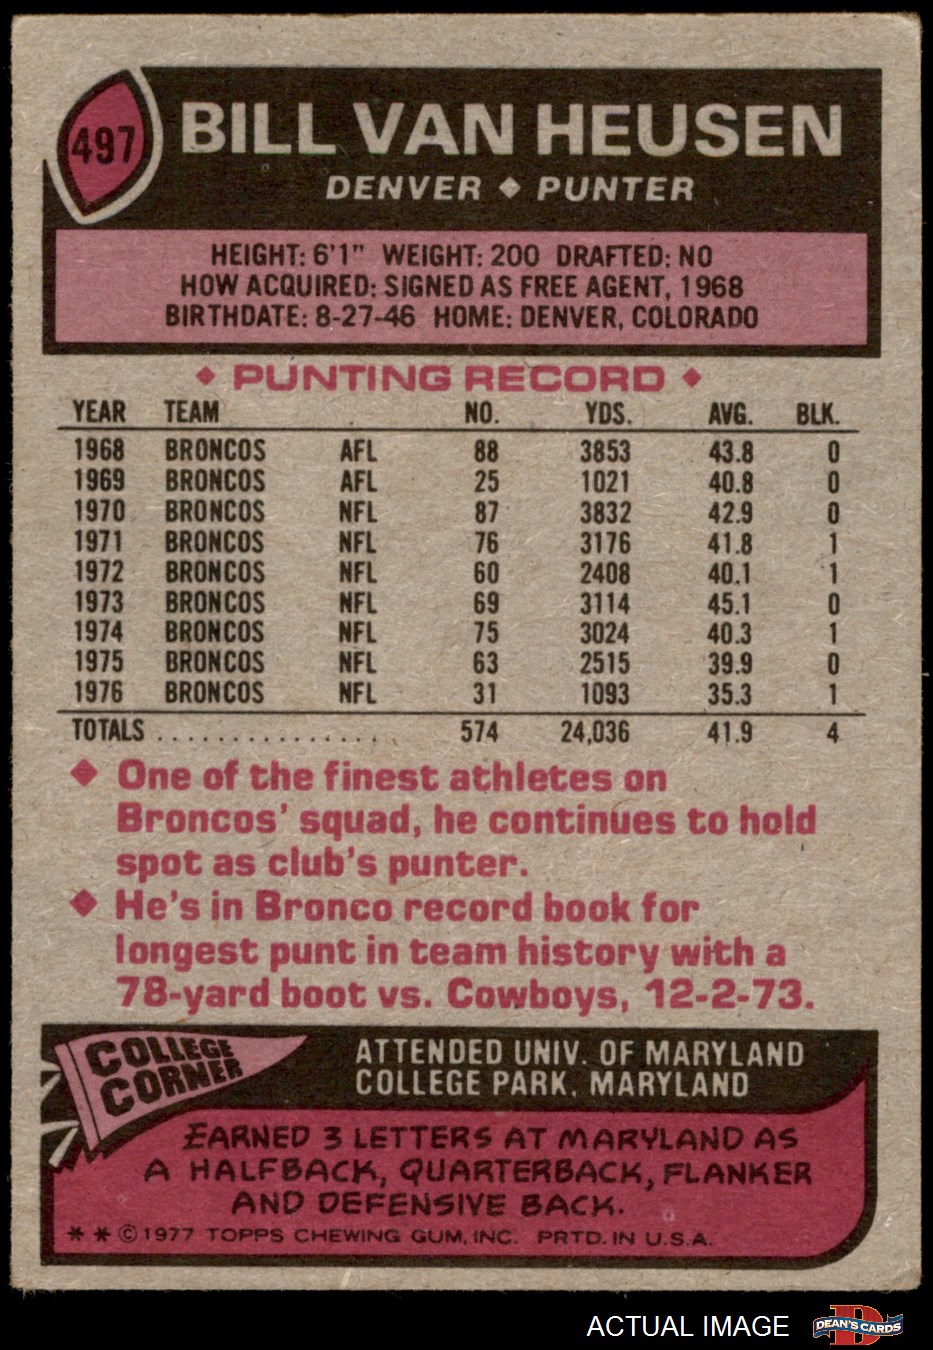 497
BILL VAN HEUSEN
DENVER ◆ PUNTER
HEIGHT: 6'1" WEIGHT: 200 DRAFTED: NO
HOW ACQUIRED: SIGNED AS FREE AGENT, 1968
BIRTHDATE: 8-27-46 HOME: DENVER, COLORADO
◆ PUNTING RECORD ◆
YEAR TEAM NO. YDS. AVG. BLK.
1968 BRONCOS AFL 88 3853 43.8 0
1969 BRONCOS AFL 25 1021 40.8 0
1970 BRONCOS NFL 87 3832 42.9 0
1971 BRONCOS NFL 76 3176 41.8 1
1972 BRONCOS NFL 60 2408 40.1 1
1973 BRONCOS NFL 69 3114 45.1 0
1974 BRONCOS NFL 75 3024 40.3 1
1975 BRONCOS NFL 63 2515 39.9 0
1976 BRONCOS NFL 31 1093 35.3 1
TOTALS ............... 574 24,036 41.9 4
◆ One of the finest athletes on
Broncos' squad, he continues to hold
spot as club's punter.
◆ He's in Bronco record book for
longest punt in team history with a
78-yard boot vs. Cowboys, 12-2-73.
COLLEGE
CORNER
ATTENDED UNIV. OF MARYLAND
COLLEGE PARK, MARYLAND
EARNED 3 LETTERS AT MARYLAND AS
A HALFBACK, QUARTERBACK, FLANKER
AND DEFENSIVE BACK.
* * © 1977 TOPPS CHEWING GUM, INC. PRTD. IN U.S.A.
ACTUAL IMAGE
D
DEAN'S CARDS